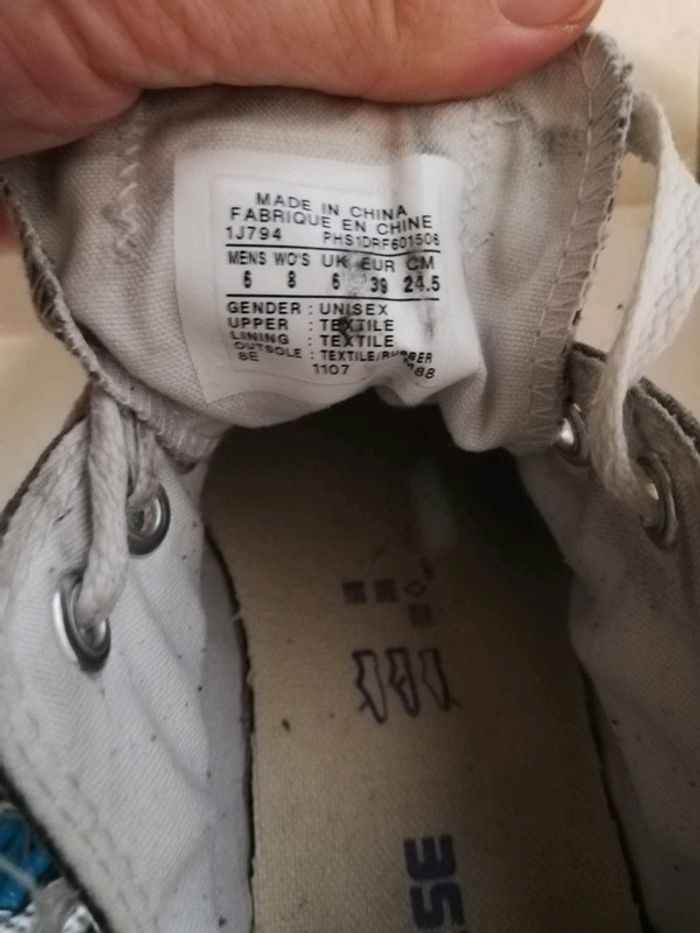 MADE IN CHINA
FABRIQUE EN CHINE
1J794 PHS1DRF601506
MENS WO'S UK EUR CM
6 8 6 39 24.5
GENDER : UNISEX
UPPER : TEXTILE
LINING : TEXTILE
OUTSOLE : TEXTILE/RUBBER
8E 1107
SE